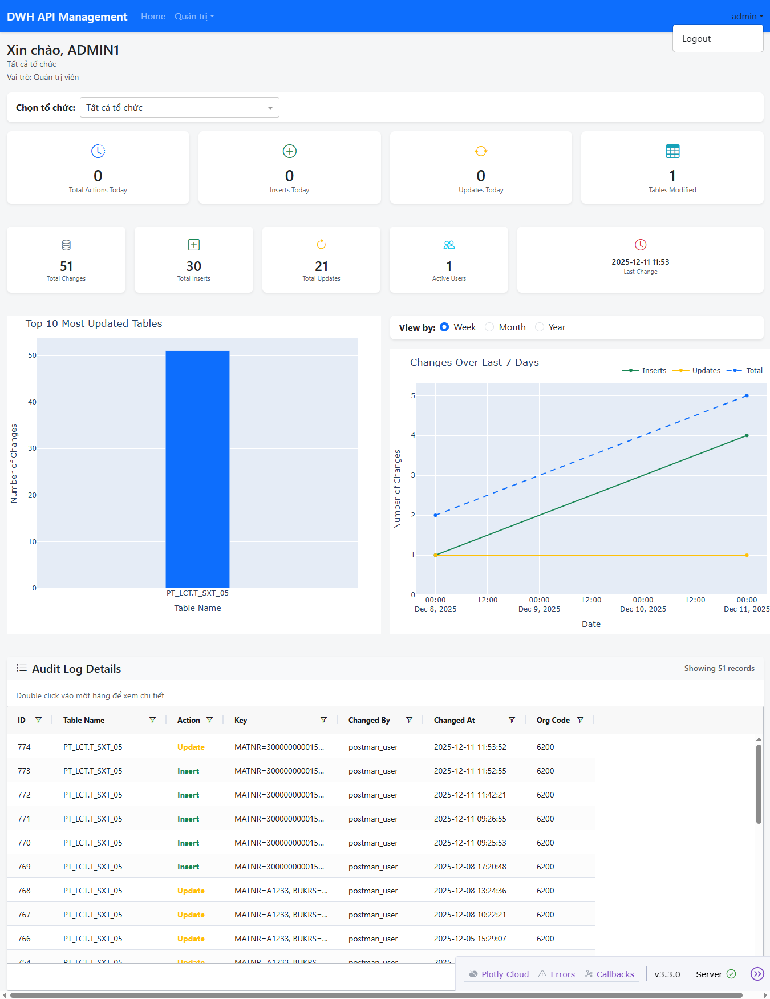 DWH API Management Home Quản trị admin
Logout
Xin chào, ADMIN1
Tất cả tổ chức
Vai trò: Quản trị viên
Chọn tổ chức: Tất cả tổ chức
0 0 0 1
Total Actions Today Inserts Today Updates Today Tables Modified
51 30 21 1 2025-12-11 11:53
Total Changes Total Inserts Total Updates Active Users Last Change
Top 10 Most Updated Tables
50
40
30
20
10
0
Number of Changes
PT_LCT.T_SXT_05
Table Name
View by: Week Month Year
Changes Over Last 7 Days
Inserts Updates Total
5
4
3
2
1
0
Number of Changes
00:00 12:00 00:00 12:00 00:00 12:00 00:00
Dec 8, 2025 Dec 9, 2025 Dec 10, 2025 Dec 11, 2025
Date
Audit Log Details Showing 51 records
Double click vào một hàng để xem chi tiết
ID Table Name Action Key Changed By Changed At Org Code
774 PT_LCT.T_SXT_05 Update MATNR=300000000015... postman_user 2025-12-11 11:53:52 6200
773 PT_LCT.T_SXT_05 Insert MATNR=300000000015... postman_user 2025-12-11 11:52:55 6200
772 PT_LCT.T_SXT_05 Insert MATNR=300000000015... postman_user 2025-12-11 11:42:21 6200
771 PT_LCT.T_SXT_05 Insert MATNR=300000000015... postman_user 2025-12-11 09:26:55 6200
770 PT_LCT.T_SXT_05 Insert MATNR=300000000015... postman_user 2025-12-11 09:25:53 6200
769 PT_LCT.T_SXT_05 Insert MATNR=300000000015... postman_user 2025-12-08 17:20:48 6200
768 PT_LCT.T_SXT_05 Update MATNR=A1233, BUKRS=... postman_user 2025-12-08 13:24:36 6200
767 PT_LCT.T_SXT_05 Update MATNR=A1233, BUKRS=... postman_user 2025-12-08 10:22:21 6200
766 PT_LCT.T_SXT_05 Update MATNR=A1233, BUKRS=... postman_user 2025-12-05 15:29:07 6200
754 PT_LCT.T_SXT_05 Update MATNR=A1233, BUKRS=... postman_user 2025
Plotly Cloud Errors Callbacks v3.3.0 Server